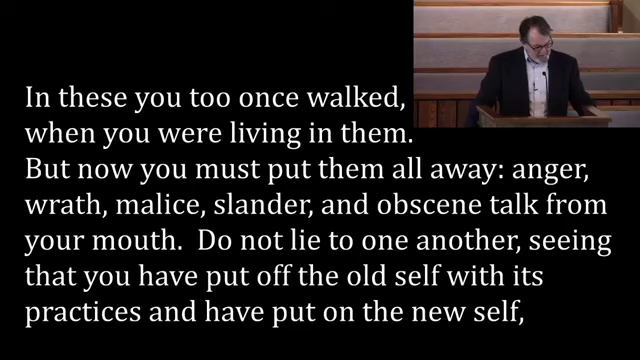 In these you too once walked,
when you were living in them.
But now you must put them all away: anger,
wrath, malice, slander, and obscene talk from
your mouth.  Do not lie to one another, seeing
that you have put off the old self with its
practices and have put on the new self,